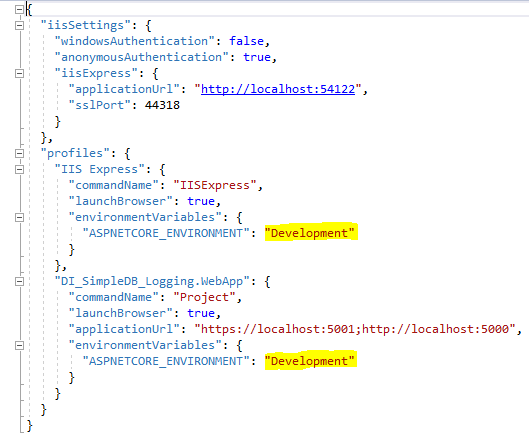 {
  "iisSettings": {
    "windowsAuthentication": false,
    "anonymousAuthentication": true,
    "iisExpress": {
      "applicationUrl": "http://localhost:54122",
      "sslPort": 44318
    }
  },
  "profiles": {
    "IIS Express": {
      "commandName": "IISExpress",
      "launchBrowser": true,
      "environmentVariables": {
        "ASPNETCORE_ENVIRONMENT": "Development"
      }
    },
    "DI_SimpleDB_Logging.WebApp": {
      "commandName": "Project",
      "launchBrowser": true,
      "applicationUrl": "https://localhost:5001;http://localhost:5000",
      "environmentVariables": {
        "ASPNETCORE_ENVIRONMENT": "Development"
      }
    }
  }
}